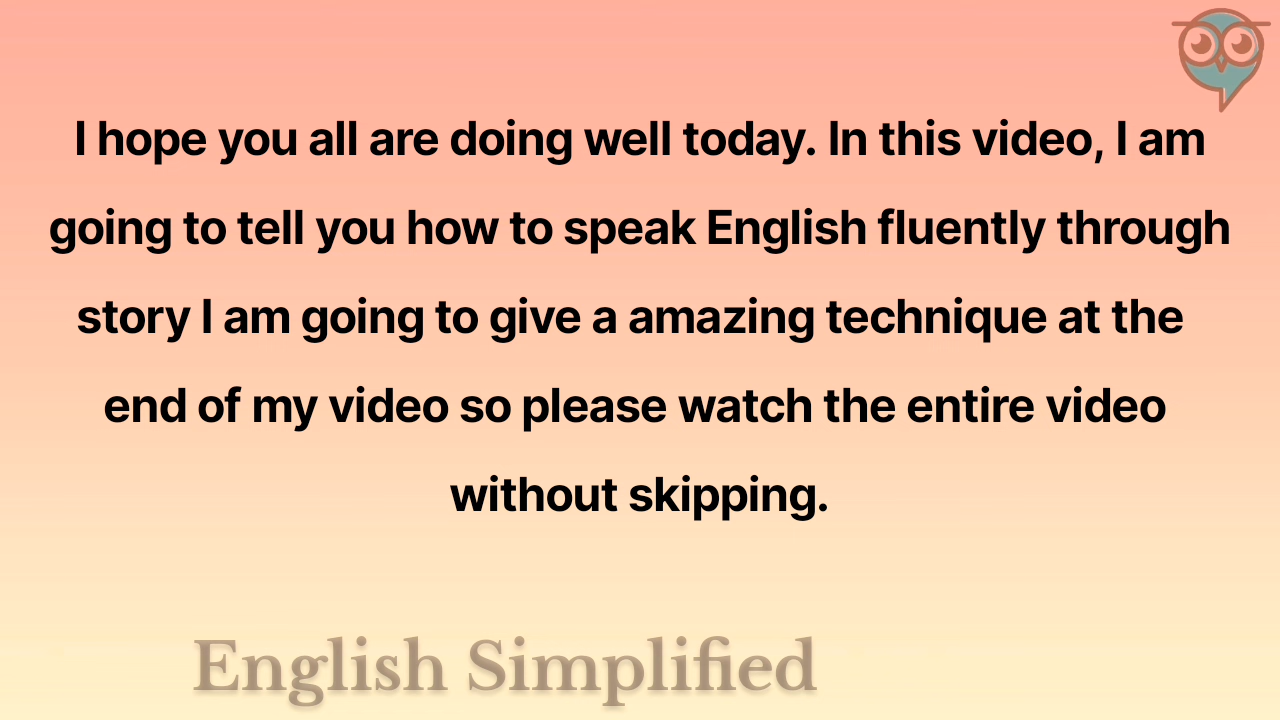 I hope you all are doing well today. In this video, I am
going to tell you how to speak English fluently through
story I am going to give a amazing technique at the
end of my video so please watch the entire video
without skipping.
English Simplified